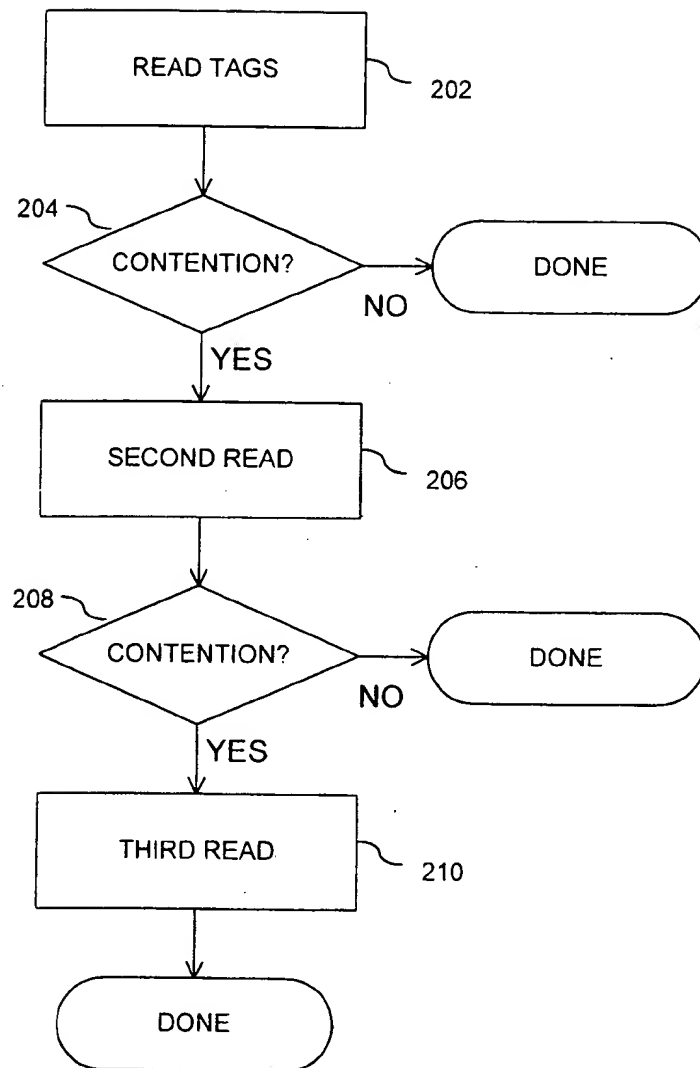 READ TAGS
202
204
CONTENTION?
NO
DONE
YES
SECOND READ
206
208
CONTENTION?
NO
DONE
YES
THIRD READ
210
DONE